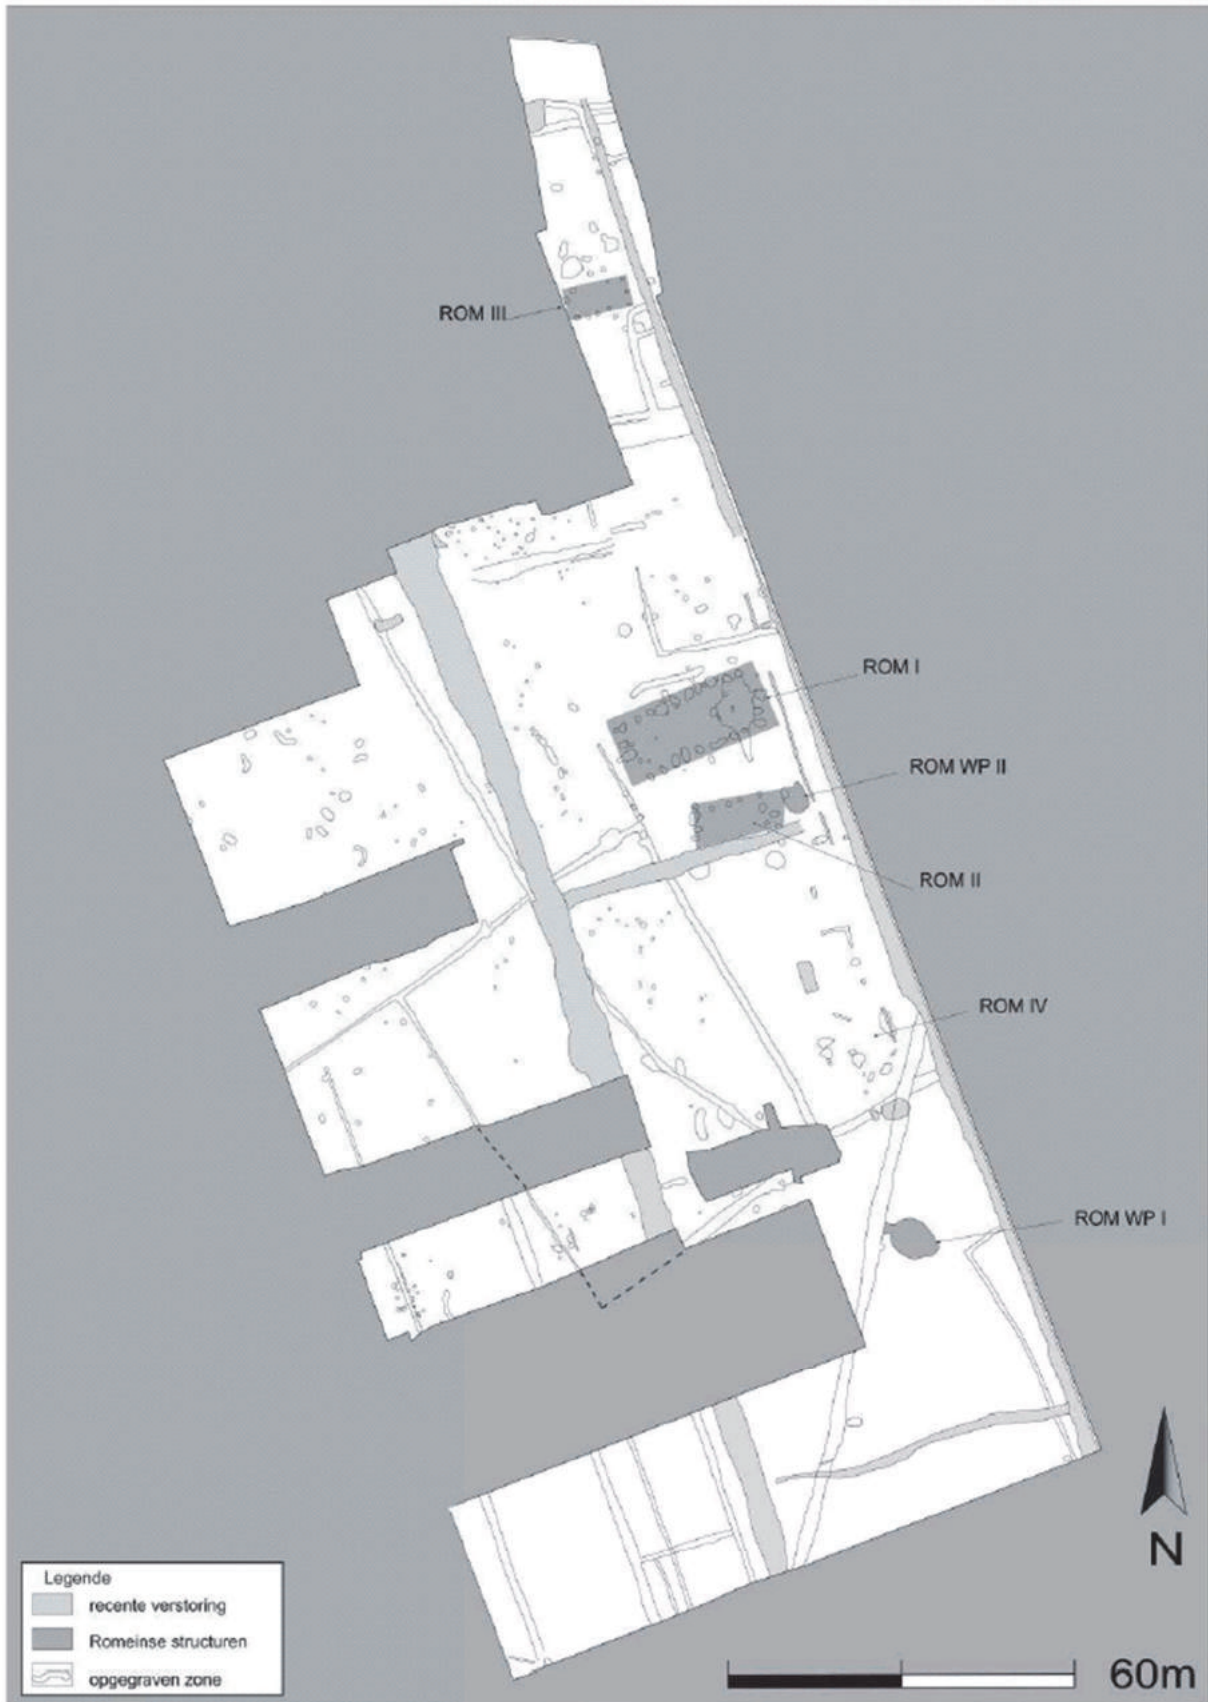 ROM III
ROM I
ROM WP II
ROM II
ROM IV
ROM WP I
N
Legende
recente verstoring
Romeinse structuren
opgegraven zone
60m